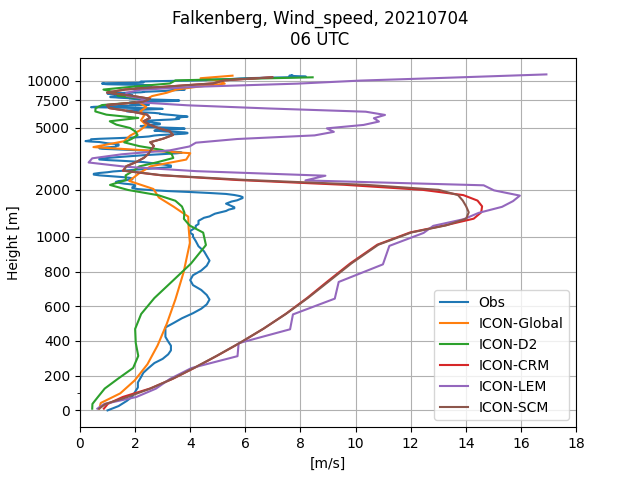 Falkenberg, Wind_speed, 20210704
06 UTC
10000
7500
5000
2000
1000
800
600
400
200
0
Height [m]
0 2 4 6 8 10 12 14 16 18
[m/s]
Obs
ICON-Global
ICON-D2
ICON-CRM
ICON-LEM
ICON-SCM